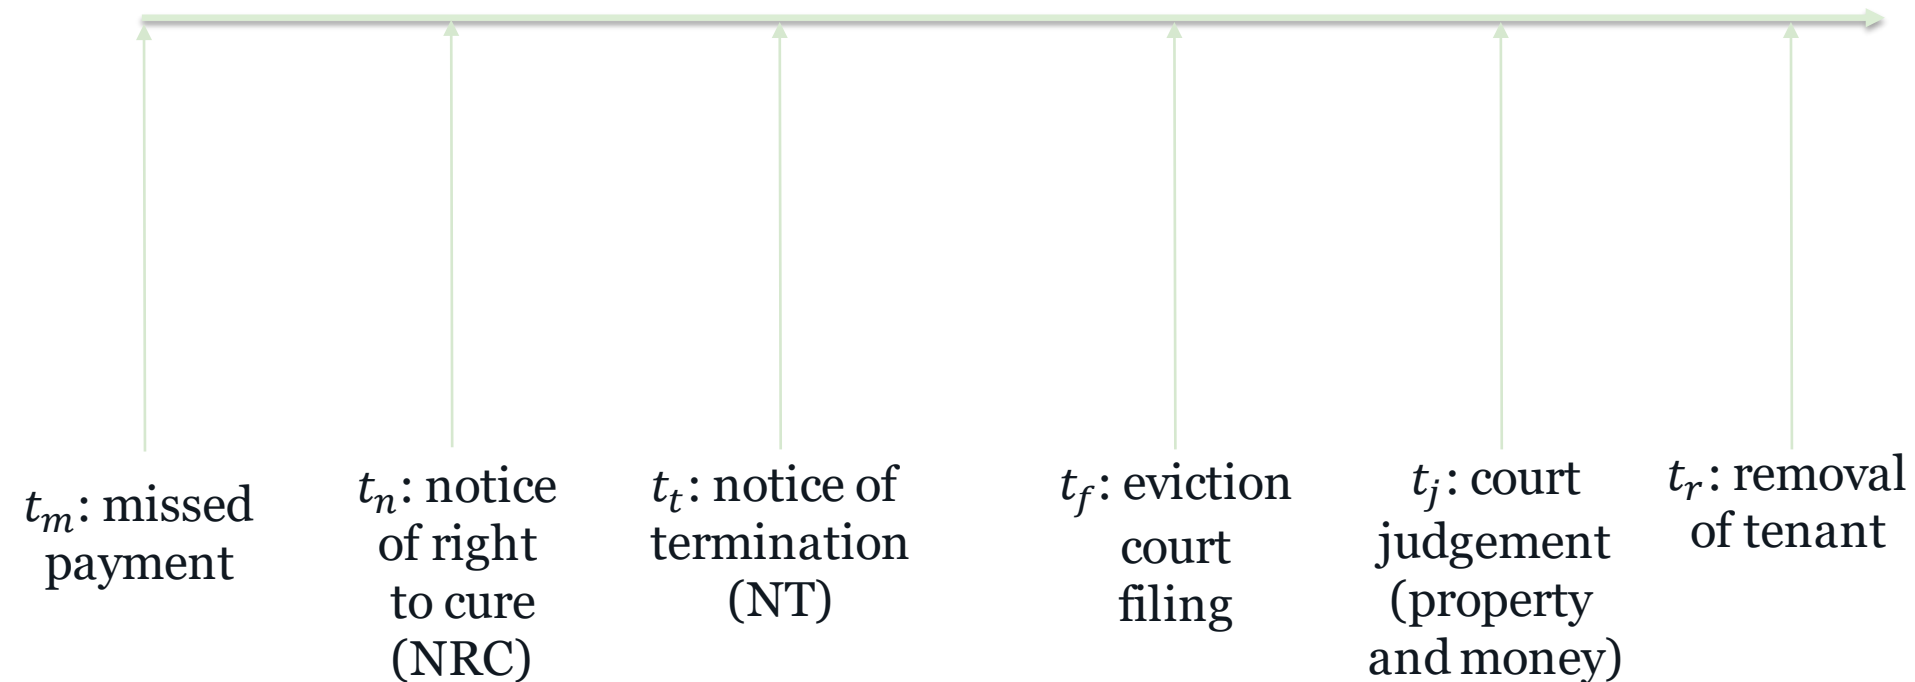 t_m: missed
payment
t_n: notice
of right
to cure
(NRC)
t_t: notice of
termination
(NT)
t_f: eviction
court
filing
t_j: court
judgement
(property
and money)
t_r: removal
of tenant